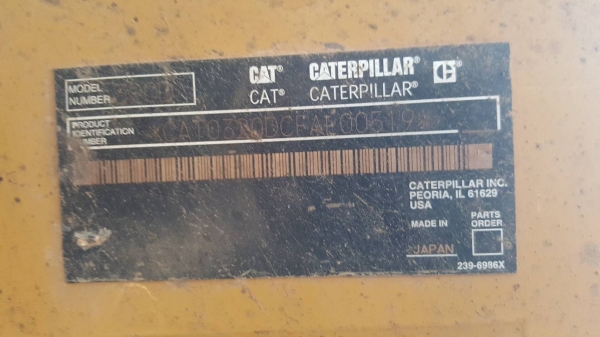 MODEL
NUMBER
CAT® CATERPILLAR® C®
CAT® CATERPILLAR®
PRODUCT
IDENTIFICATION
NUMBER
CATERPILLAR INC.
PEORIA, IL 61629
USA
MADE IN
JAPAN
PARTS
ORDER
239-6986X